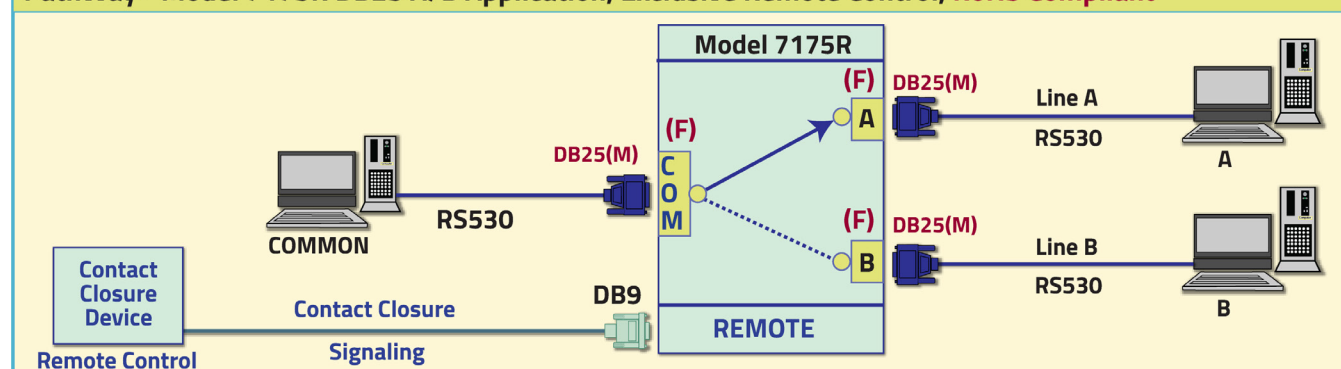 Model 7175R
(F)
DB25(M)
Line A
RS530
A
A
(F)
DB25(M)
C
O
M
RS530
COMMON
(F)
DB25(M)
Line B
RS530
B
B
Contact
Closure
Device
Remote Control
Contact Closure
Signaling
DB9
REMOTE